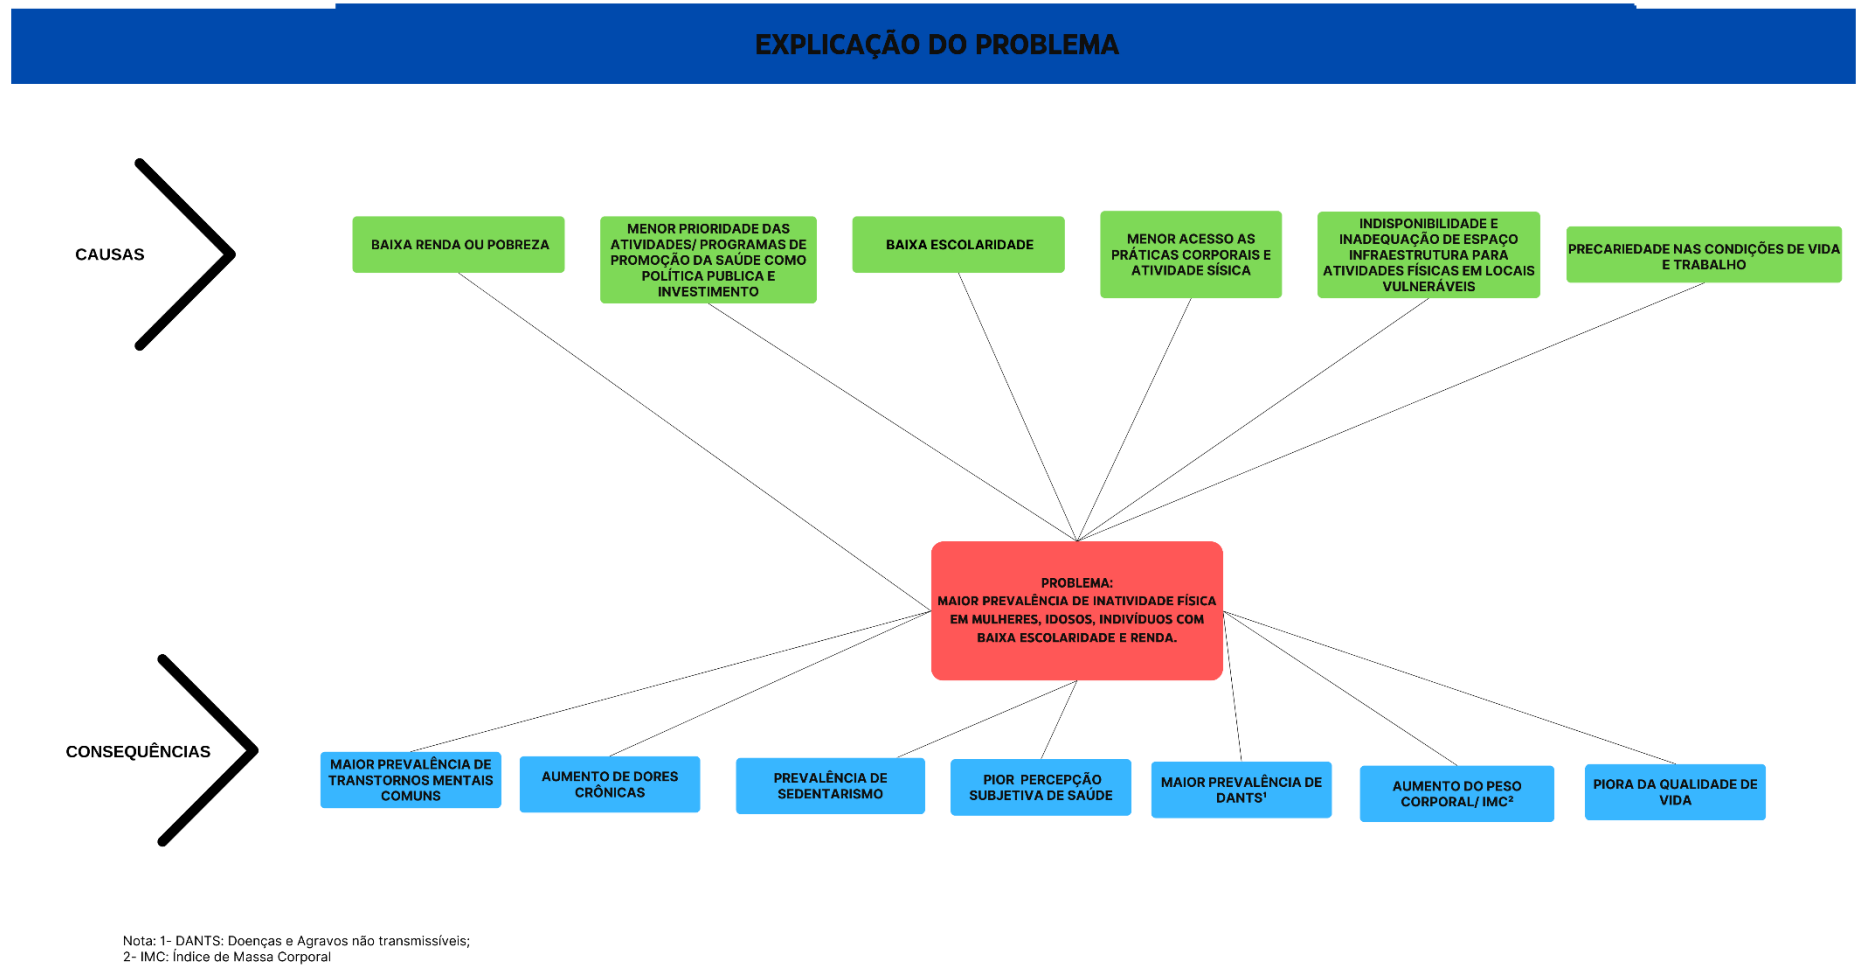 EXPLICAÇÃO DO PROBLEMA
CAUSAS
BAIXA RENDA OU POBREZA
MENOR PRIORIDADE DAS
ATIVIDADES/ PROGRAMAS DE
PROMOÇÃO DA SAÚDE COMO
POLÍTICA PUBLICA E
INVESTIMENTO
BAIXA ESCOLARIDADE
MENOR ACESSO AS
PRÁTICAS CORPORAIS E
ATIVIDADE SÍSICA
INDISPONIBILIDADE E
INADEQUAÇÃO DE ESPAÇO
INFRAESTRUTURA PARA
ATIVIDADES FÍSICAS EM LOCAIS
VULNERÁVEIS
PRECARIEDADE NAS CONDIÇÕES DE VIDA
E TRABALHO
PROBLEMA:
MAIOR PREVALÊNCIA DE INATIVIDADE FÍSICA
EM MULHERES, IDOSOS, INDIVÍDUOS COM
BAIXA ESCOLARIDADE E RENDA.
CONSEQUÊNCIAS
MAIOR PREVALÊNCIA DE
TRANSTORNOS MENTAIS
COMUNS
AUMENTO DE DORES
CRÔNICAS
PREVALÊNCIA DE
SEDENTARISMO
PIOR PERCEPÇÃO
SUBJETIVA DE SAÚDE
MAIOR PREVALÊNCIA DE
DANTS¹
AUMENTO DO PESO
CORPORAL/ IMC²
PIORA DA QUALIDADE DE
VIDA
Nota: 1- DANTS: Doenças e Agravos não transmissíveis;
2- IMC: Índice de Massa Corporal